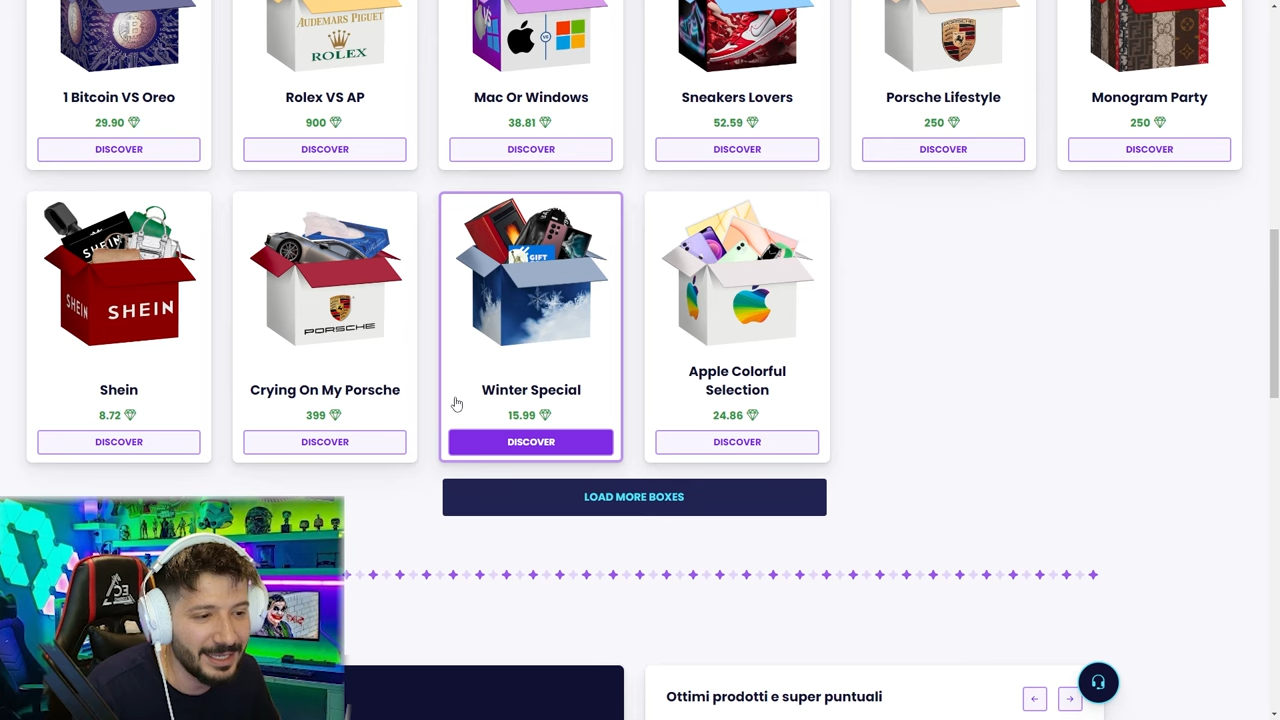 AUDEMARS PIGUET
ROLEX
VS
1 Bitcoin VS Oreo
Rolex VS AP
Mac Or Windows
Sneakers Lovers
Porsche Lifestyle
Monogram Party
29.90
900
38.81
52.59
250
250
DISCOVER
DISCOVER
DISCOVER
DISCOVER
DISCOVER
DISCOVER
SHEIN
SHEIN
SHEIN
PORSCHE
GIFT
Shein
Crying On My Porsche
Winter Special
Apple Colorful
Selection
8.72
399
15.99
24.86
DISCOVER
DISCOVER
DISCOVER
DISCOVER
LOAD MORE BOXES
Ottimi prodotti e super puntuali